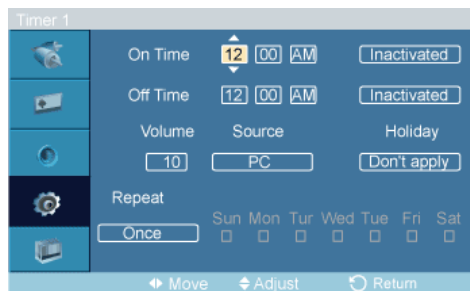 Timer 1
On Time 12 00 AM Inactivated
Off Time 12 00 AM Inactivated
Volume Source Holiday
10 PC Don't apply
Repeat
Sun Mon Tur Wed Tue Fri Sat
Once
Move Adjust Return